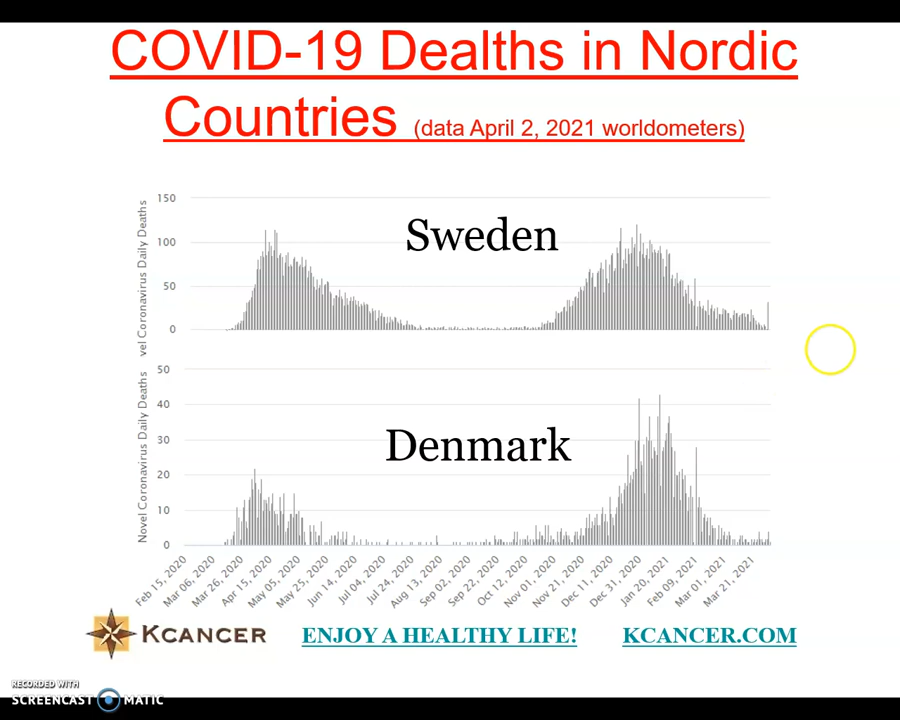 COVID-19 Dealths in Nordic
Countries (data April 2, 2021 worldometers)
vel Coronavirus Daily Deaths
150
100
50
0
Sweden
Novel Coronavirus Daily Deaths
50
40
30
20
10
0
Denmark
Feb 15, 2020
Mar 06, 2020
Mar 26, 2020
Apr 15, 2020
May 05, 2020
May 25, 2020
Jun 14, 2020
Jul 04, 2020
Jul 24, 2020
Aug 13, 2020
Sep 02, 2020
Sep 22, 2020
Oct 12, 2020
Nov 01, 2020
Nov 21, 2020
Dec 11, 2020
Dec 31, 2020
Jan 20, 2021
Feb 09, 2021
Mar 01, 2021
Mar 21, 2021
KCANCER
ENJOY A HEALTHY LIFE!
KCANCER.COM
RECORDED WITH
SCREENCAST MATIC